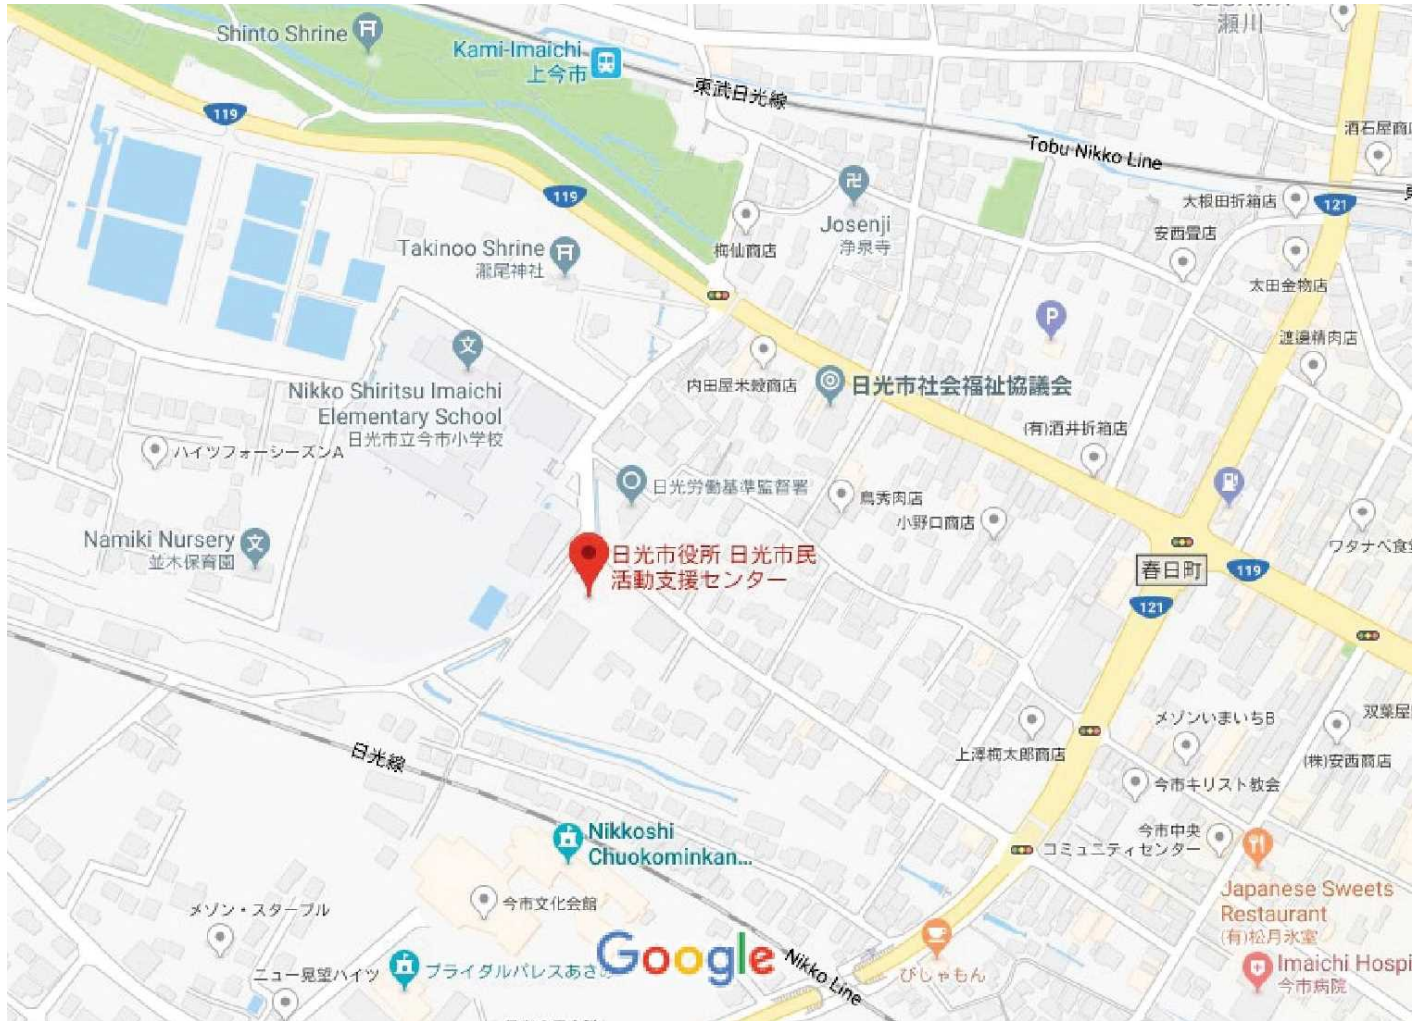 瀬川
Shinto Shrine
Kami-Imaichi
上今市
東武日光線
119
酒石屋商
Tobu Nikko Line
119
大根田折箱店
121
安西畳店
Josenji
浄泉寺
梅仙商店
Takinoo Shrine
瀧尾神社
太田金物店
P
渡邊精肉店
文
Nikko Shiritsu Imaichi
Elementary School
日光市立今市小学校
内田屋米穀商店
日光市社会福祉協議会
(有)酒井折箱店
ハイツフォーシーズンA
日光労働基準監督署
鳥秀肉店
小野口商店
Namiki Nursery
並木保育園
文
日光市役所 日光市民
活動支援センター
ワタナベ食
春日町
119
121
メゾンいまいちB
双葉屋
上澤梅太郎商店
(株)安西商店
日光線
今市キリスト教会
Nikkoshi
Chuokominkan...
今市中央
コミュニティセンター
Japanese Sweets
Restaurant
(有)松月氷室
今市文化会館
メゾン・スターブル
Google
Nikko Line
びしゃもん
Imaichi Hospi
今市病院
ブライダルパレスあさ
ニュー晃望ハイツ